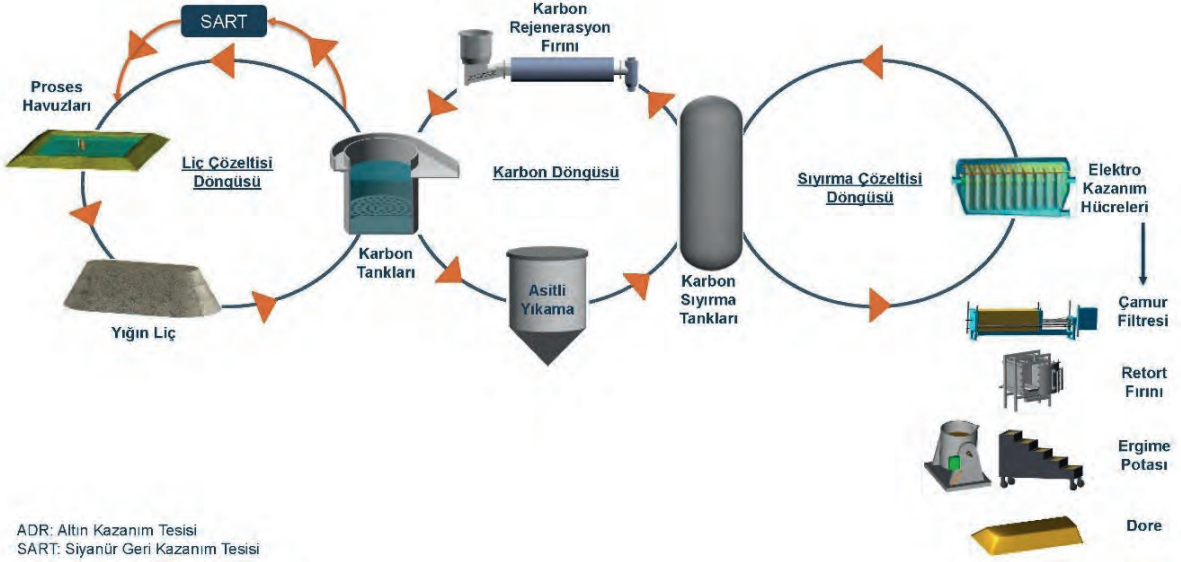 SART
Karbon
Rejenerasyon
Fırını
Proses
Havuzları
Liç Çözeltisi
Döngüsü
Karbon Döngüsü
Sıyırma Çözeltisi
Döngüsü
Elektro
Kazanım
Hücreleri
Karbon
Tankları
Asitli
Yıkama
Karbon
Sıyırma
Tankları
Yığın Liç
Çamur
Filtresi
Retort
Fırını
Ergime
Potası
Dore
ADR: Altın Kazanım Tesisi
SART: Siyanür Geri Kazanım Tesisi